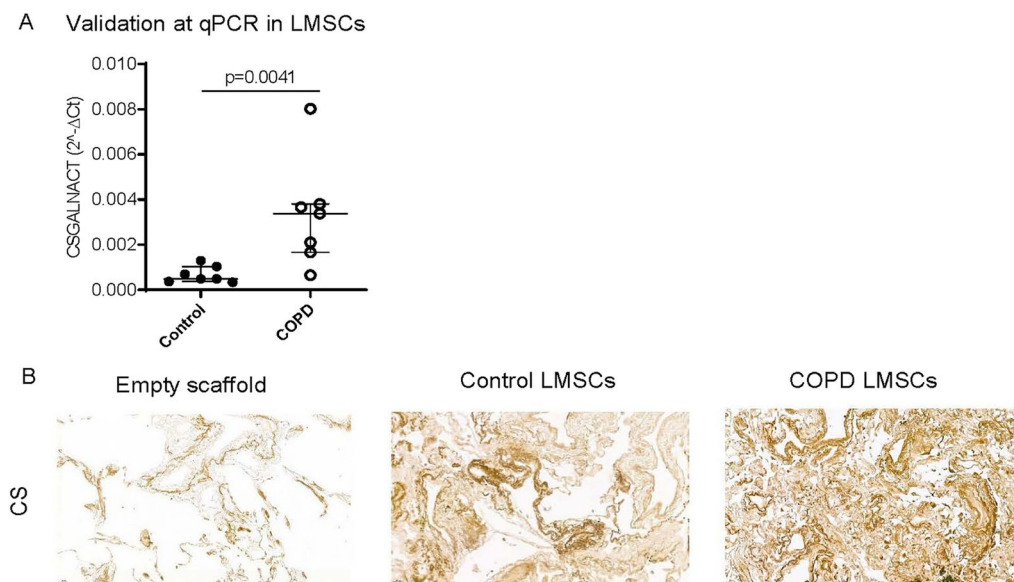 A Validation at qPCR in LMSCs
0.010
p=0.0041
0.008
0.006
0.004
0.002
0.000
CSGALNACT (2^-ΔCt)
Control
COPD
B
Empty scaffold
Control LMSCs
COPD LMSCs
CS